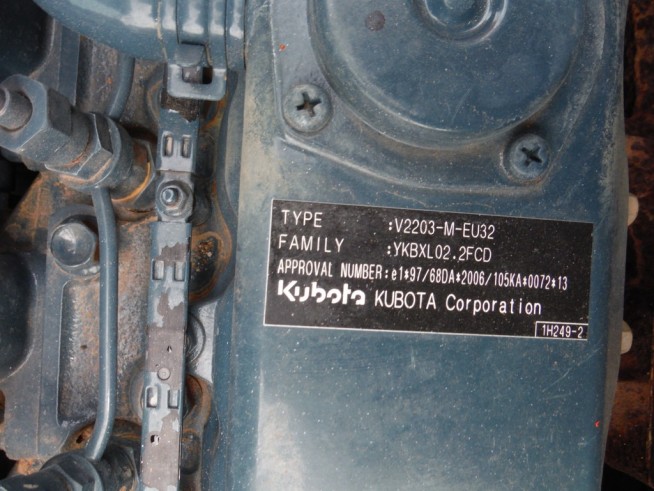 TYPE :V2203-M-EU32
FAMILY :YKBXL02.2FCD
APPROVAL NUMBER:e1*97/68DA*2006/105KA*0072*13
Kubota KUBOTA Corporation
1H249-2